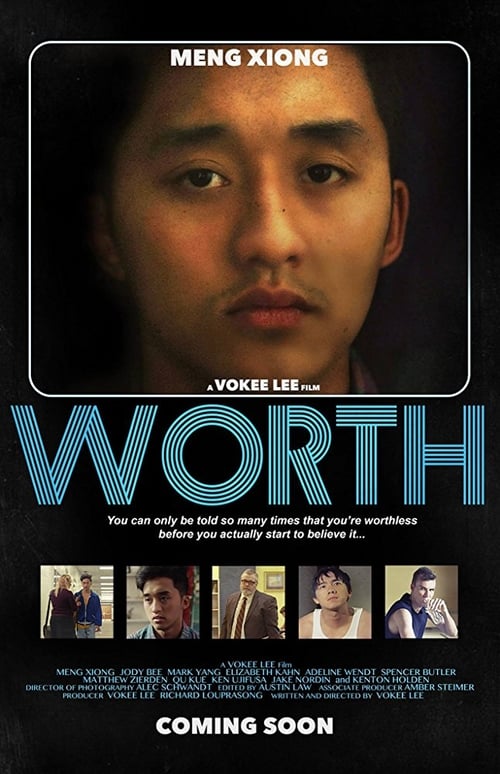 MENG XIONG
A VOKEE LEE FILM
WORTH
You can only be told so many times that you're worthless
before you actually start to believe it...
A VOKEE LEE Film
MENG XIONG JODY BEE MARK YANG ELIZABETH KAHN ADELINE WENDT SPENCER BUTLER
MATTHEW ZIERDEN QU KUE KEN UJIFUSA JAKE NORDIN and KENTON HOLDEN
DIRECTOR OF PHOTOGRAPHY ALEC SCHWANDT EDITED BY AUSTIN LAW ASSOCIATE PRODUCER AMBER STEIMER
PRODUCER VOKEE LEE RICHARD LOUPRASONG WRITTEN AND DIRECTED BY VOKEE LEE
COMING SOON